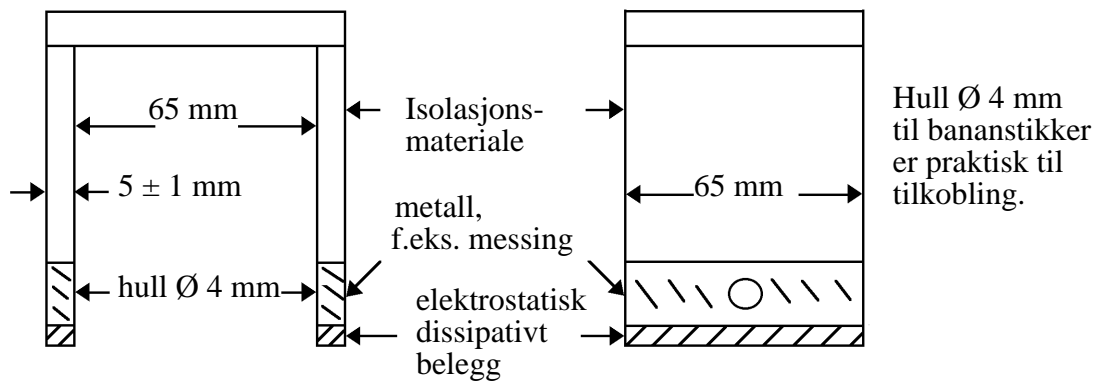 65 mm
5 ± 1 mm
hull Ø 4 mm
Isolasjons-
materiale
metall,
f.eks. messing
elektrostatisk
dissipativt
belegg
65 mm
Hull Ø 4 mm
til bananstikker
er praktisk til
tilkobling.